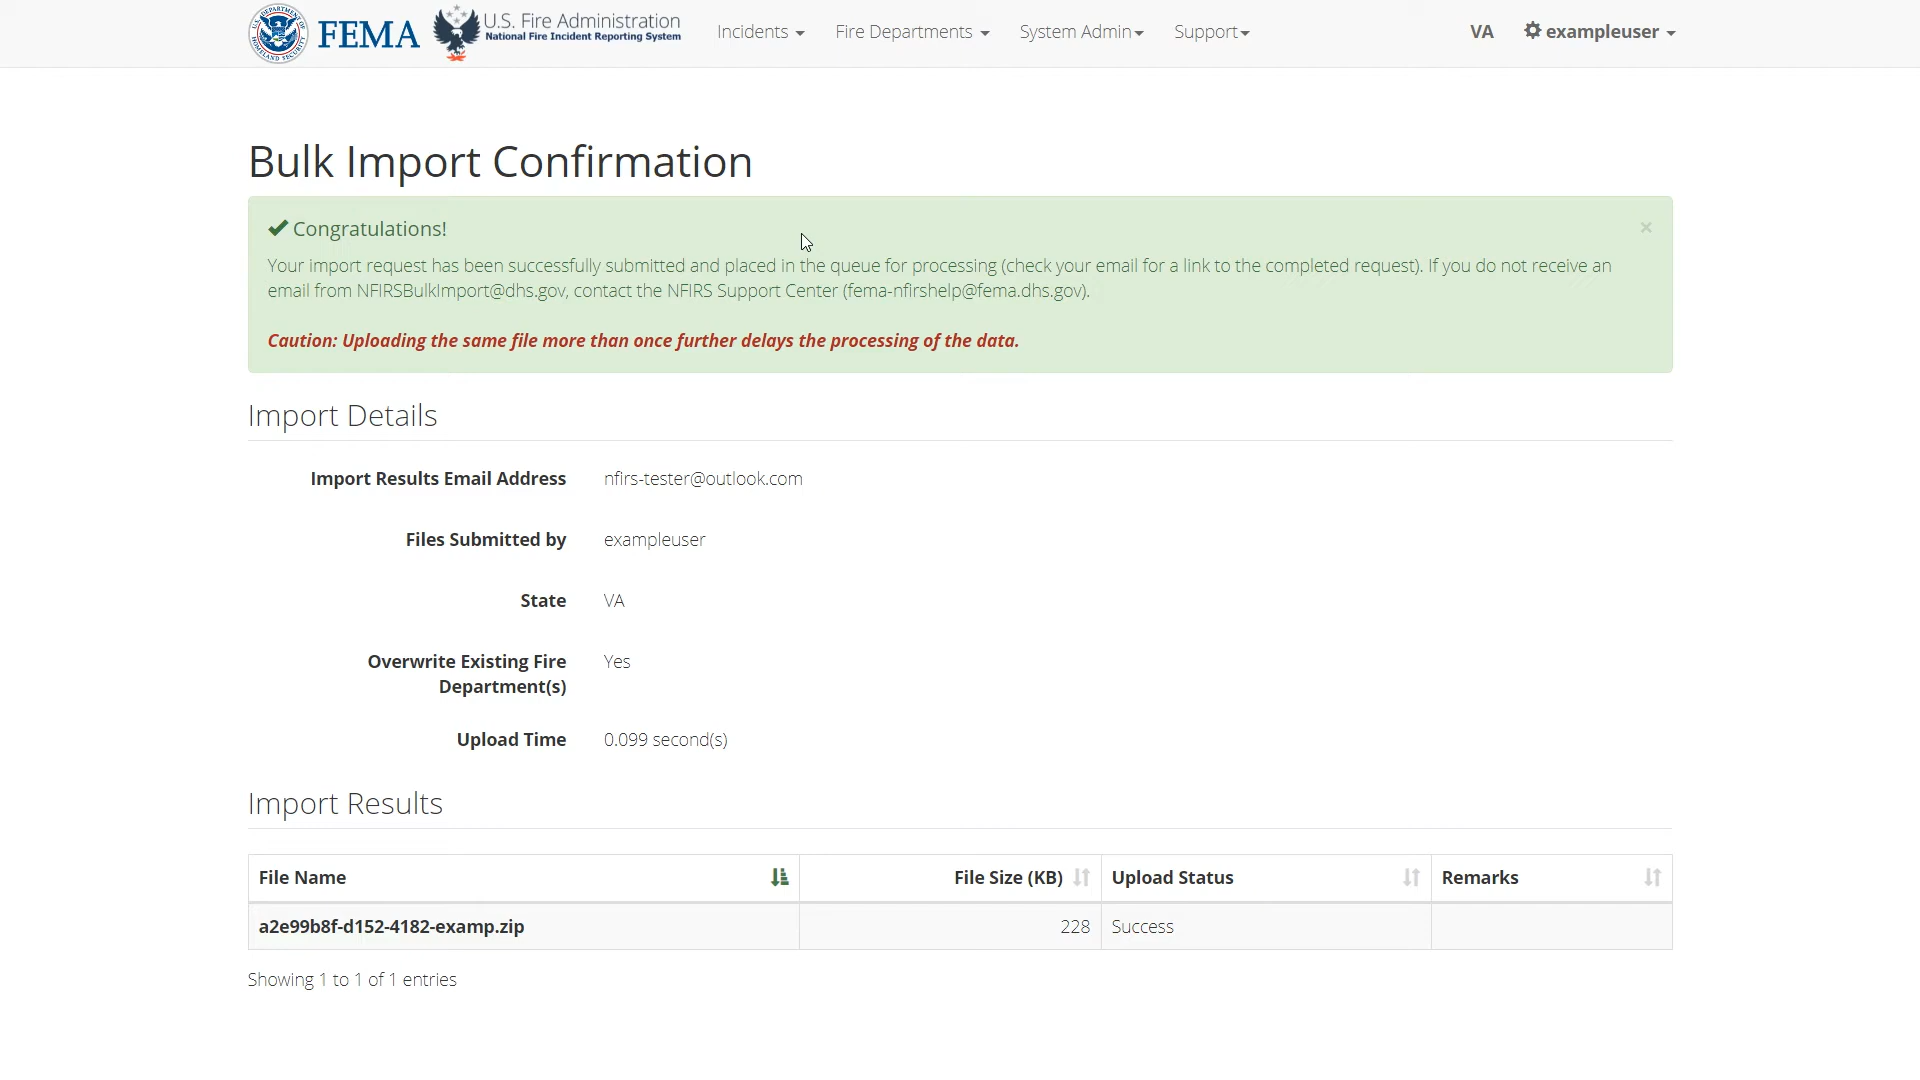 FEMA
U.S. Fire Administration
National Fire Incident Reporting System
Incidents
Fire Departments
System Admin
Support
VA
exampleuser
Bulk Import Confirmation
Congratulations!
×
Your import request has been successfully submitted and placed in the queue for processing (check your email for a link to the completed request). If you do not receive an
email from NFIRSBulkImport@dhs.gov, contact the NFIRS Support Center (fema-nfirshelp@fema.dhs.gov).
Caution: Uploading the same file more than once further delays the processing of the data.
Import Details
Import Results Email Address nfirs-tester@outlook.com
Files Submitted by exampleuser
State VA
Overwrite Existing Fire Yes
Department(s)
Upload Time 0.099 second(s)
Import Results
File Name File Size (KB) Upload Status Remarks
a2e99b8f-d152-4182-examp.zip 228 Success
Showing 1 to 1 of 1 entries